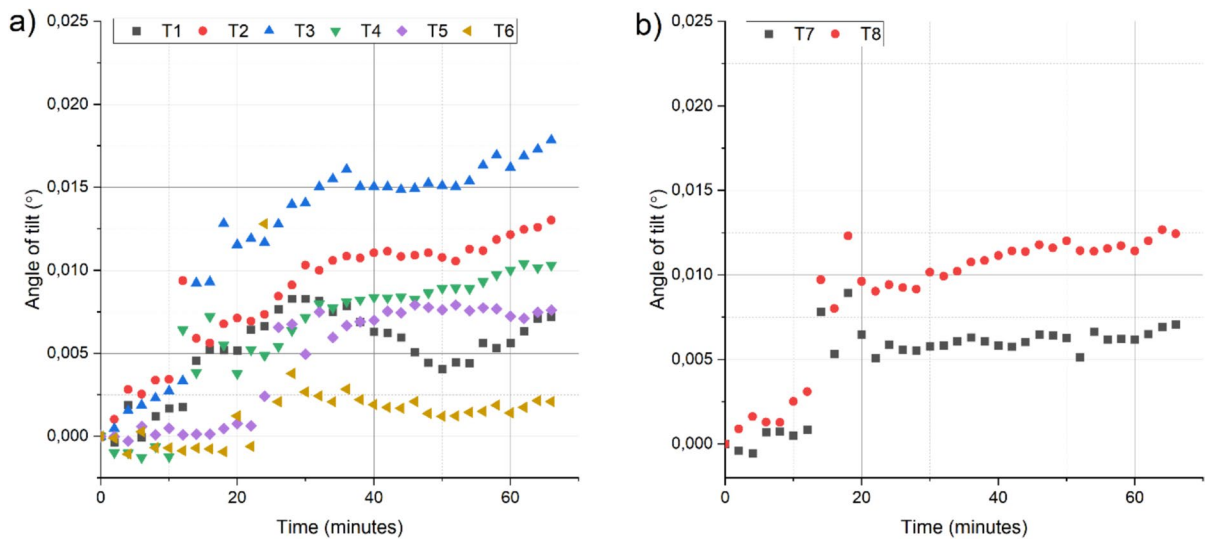 a)
T1 T2 T3 T4 T5 T6
0,025
0,020
0,015
0,010
0,005
0,000
Angle of tilt (°)
0 20 40 60
Time (minutes)
b)
T7 T8
0,025
0,020
0,015
0,010
0,005
0,000
Angle of tilt (°)
0 20 40 60
Time (minutes)